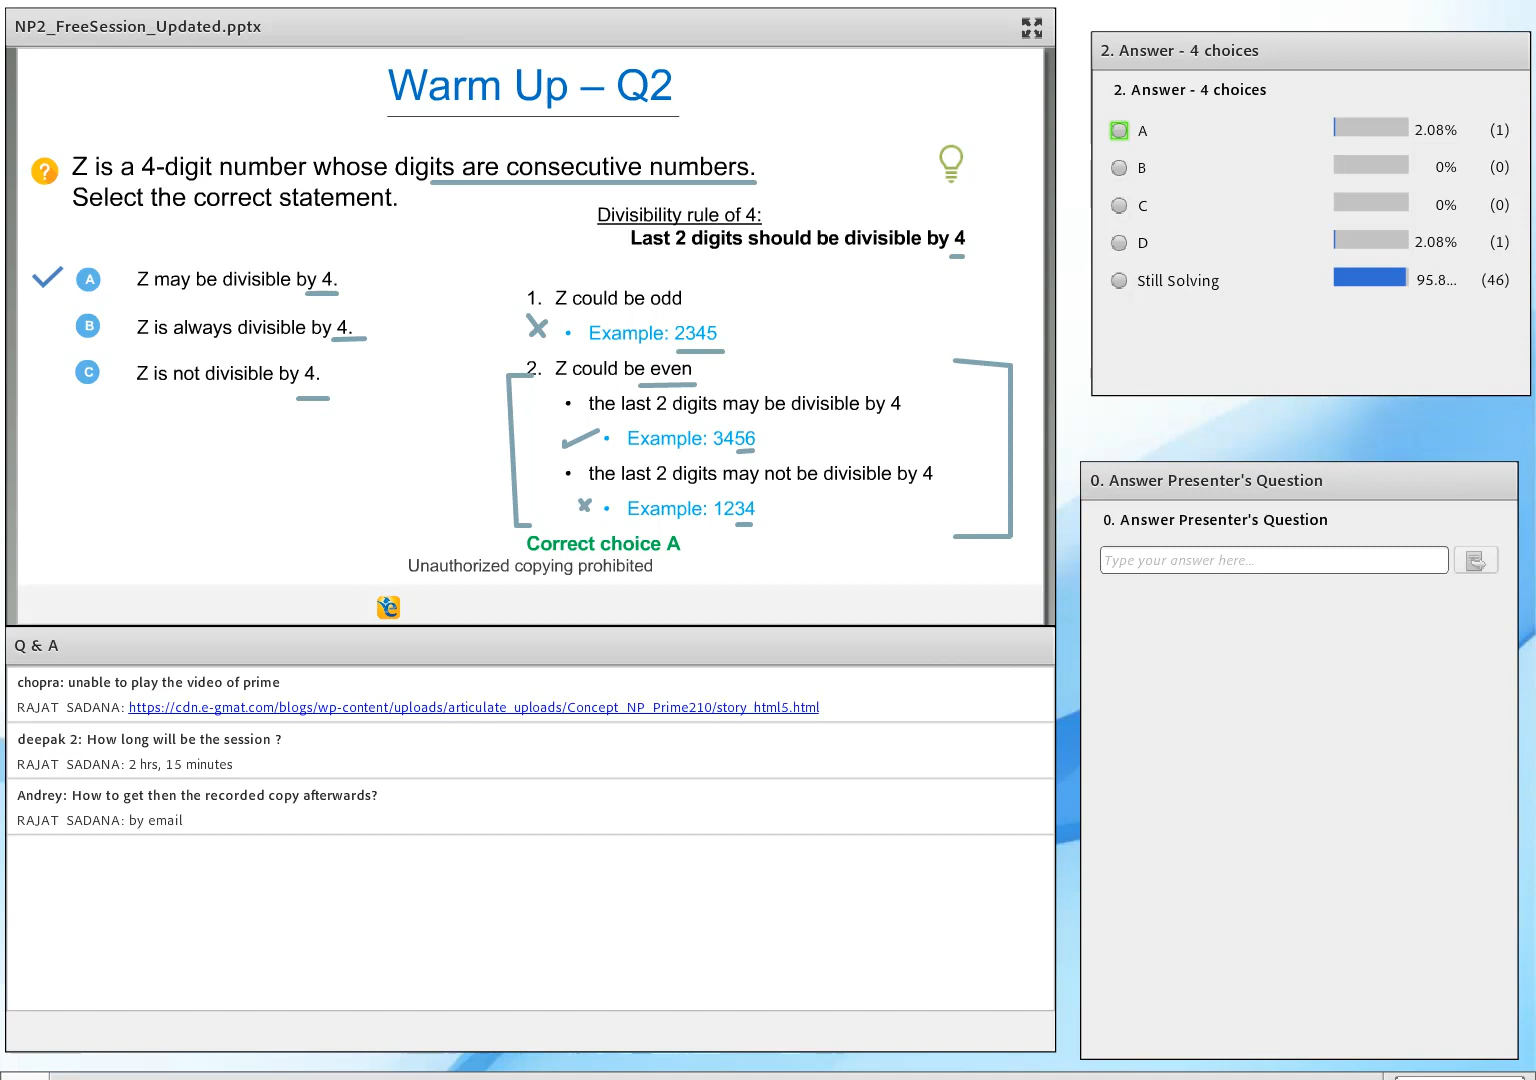 NP2_FreeSession_Updated.pptx
Warm Up – Q2
? Z is a 4-digit number whose digits are consecutive numbers.
Select the correct statement.
Divisibility rule of 4:
Last 2 digits should be divisible by 4
A Z may be divisible by 4.
B Z is always divisible by 4.
C Z is not divisible by 4.
1. Z could be odd
• Example: 2345
2. Z could be even
• the last 2 digits may be divisible by 4
• Example: 3456
• the last 2 digits may not be divisible by 4
• Example: 1234
Correct choice A
Unauthorized copying prohibited
e
Q & A
chopra: unable to play the video of prime
RAJAT SADANA: https://cdn.e-gmat.com/blogs/wp-content/uploads/articulate_uploads/Concept_NP_Prime210/story_html5.html
deepak 2: How long will be the session ?
RAJAT SADANA: 2 hrs, 15 minutes
Andrey: How to get then the recorded copy afterwards?
RAJAT SADANA: by email
2. Answer - 4 choices
2. Answer - 4 choices
A 2.08% (1)
B 0% (0)
C 0% (0)
D 2.08% (1)
Still Solving 95.8... (46)
0. Answer Presenter's Question
0. Answer Presenter's Question
Type your answer here...